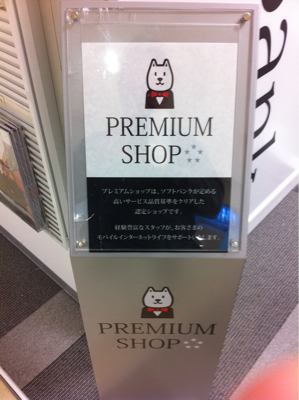 PREMIUM
SHOP
プレミアムショップは、ソフトバンクが定める
高いサービス品質基準をクリアした
認定ショップです。
経験豊富なスタッフが、お客さまの
モバイルインターネットライフをサポートいたします。
PREMIUM
SHOP